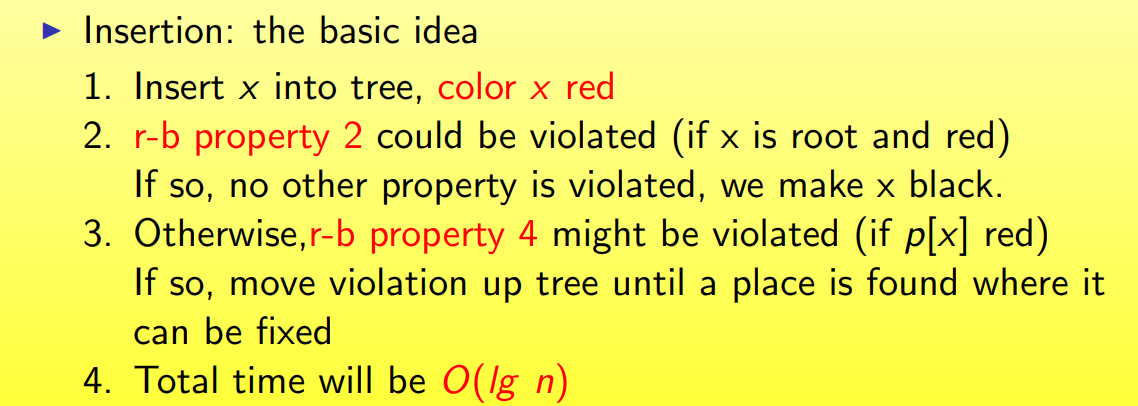 ▶ Insertion: the basic idea
1. Insert x into tree, color x red
2. r-b property 2 could be violated (if x is root and red)
If so, no other property is violated, we make x black.
3. Otherwise,r-b property 4 might be violated (if p[x] red)
If so, move violation up tree until a place is found where it
can be fixed
4. Total time will be O(lg n)